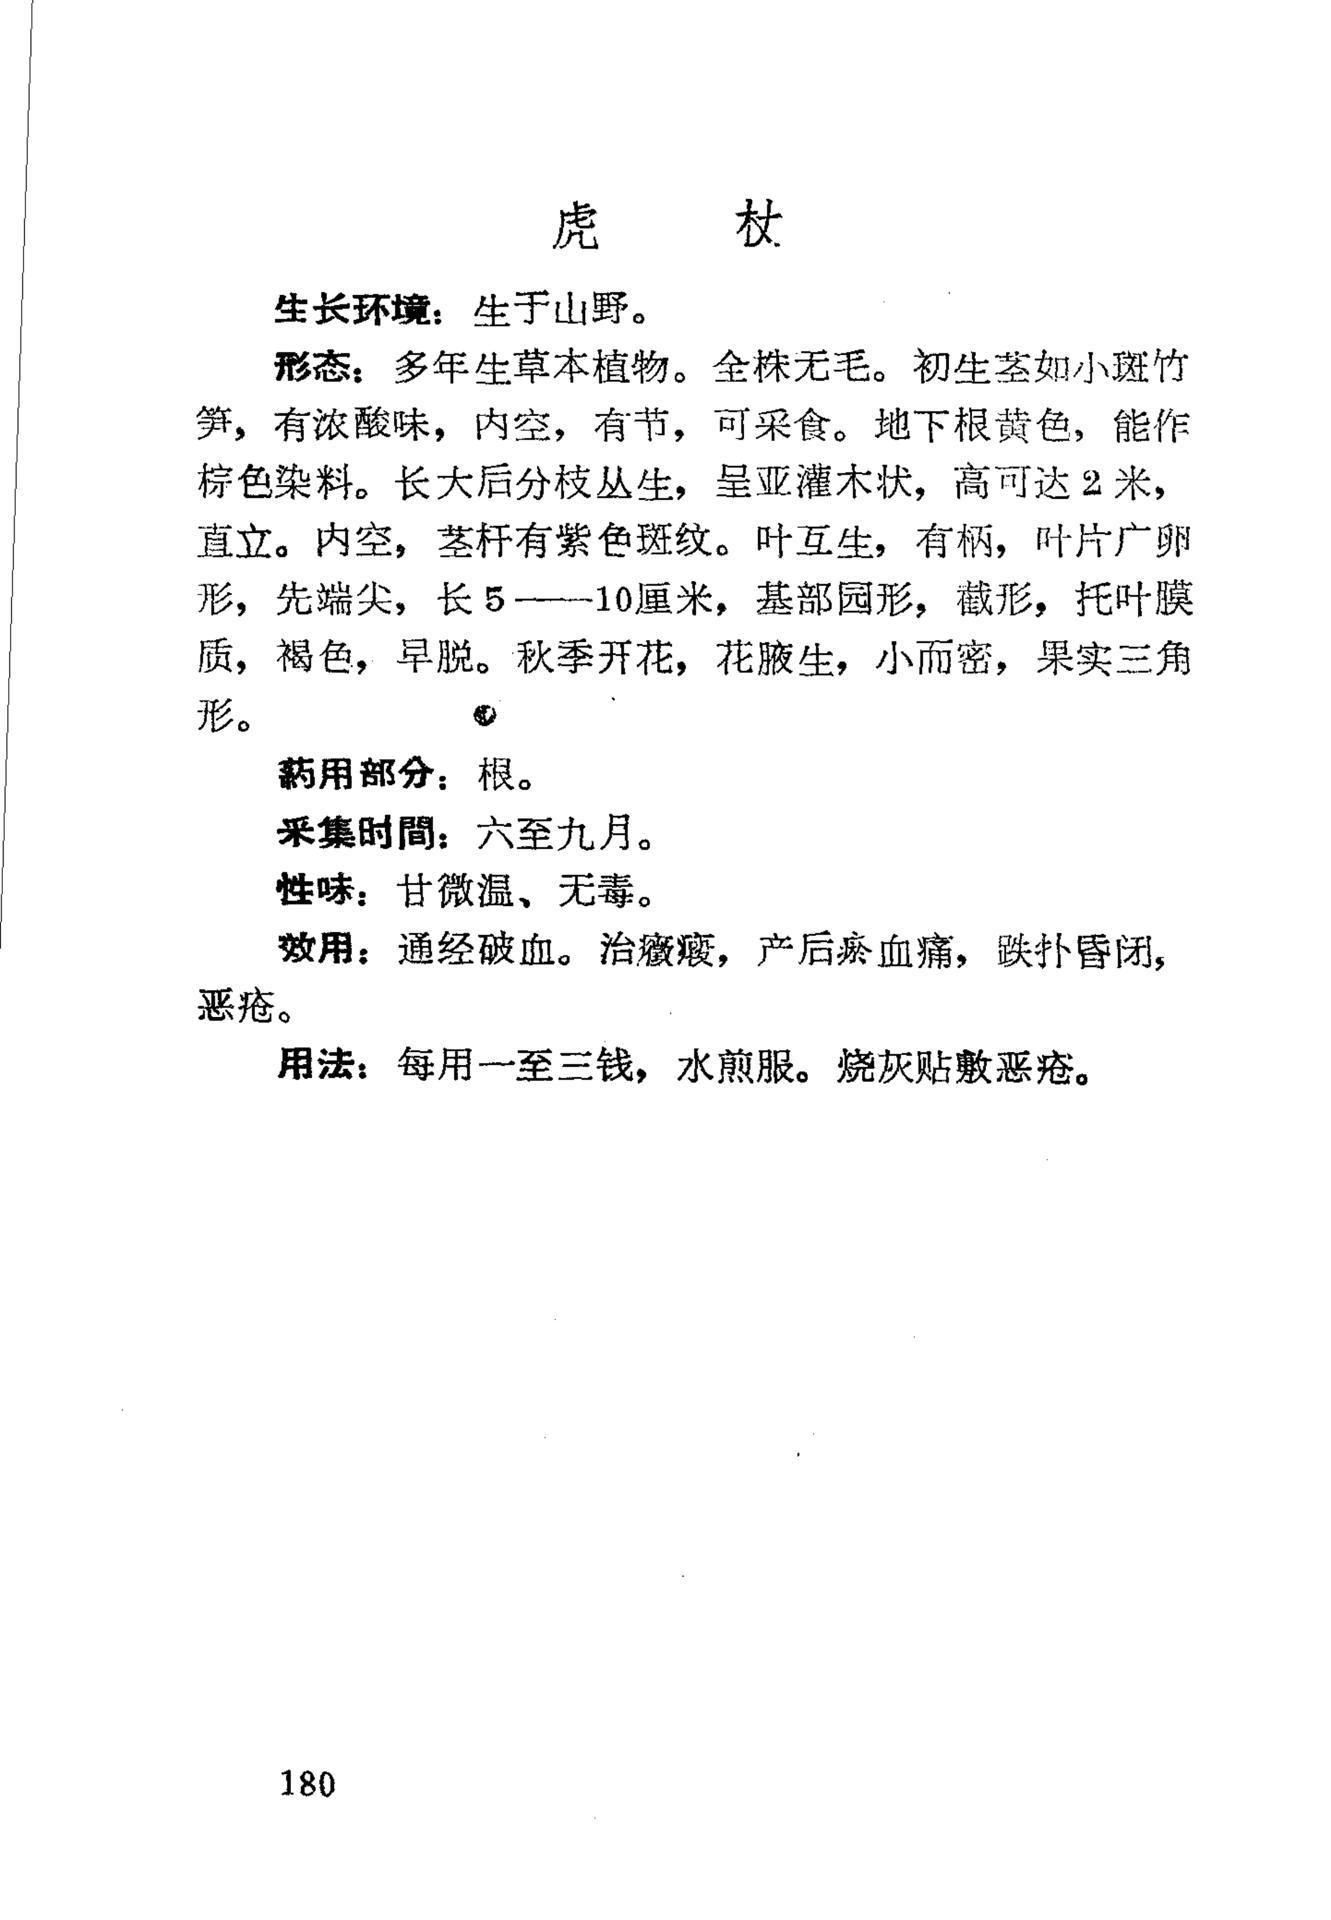 虎　　杖
生长环境：生于山野。
形态：多年生草本植物。全株无毛。初生茎如小斑竹
笋，有浓酸味，内空，有节，可采食。地下根黄色，能作
棕色染料。长大后分枝丛生，呈亚灌木状，高可达2米，
直立。内空，茎杆有紫色斑纹。叶互生，有柄，叶片广卵
形，先端尖，长5——10厘米，基部园形，截形，托叶膜
质，褐色，早脱。秋季开花，花腋生，小而密，果实三角
形。
药用部分：根。
采集时間：六至九月。
性味：甘微温、无毒。
效用：通经破血。治癥瘕，产后瘀血痛，跌扑昏闭，
恶疮。
用法：每用一至三钱，水煎服。烧灰贴敷恶疮。
180